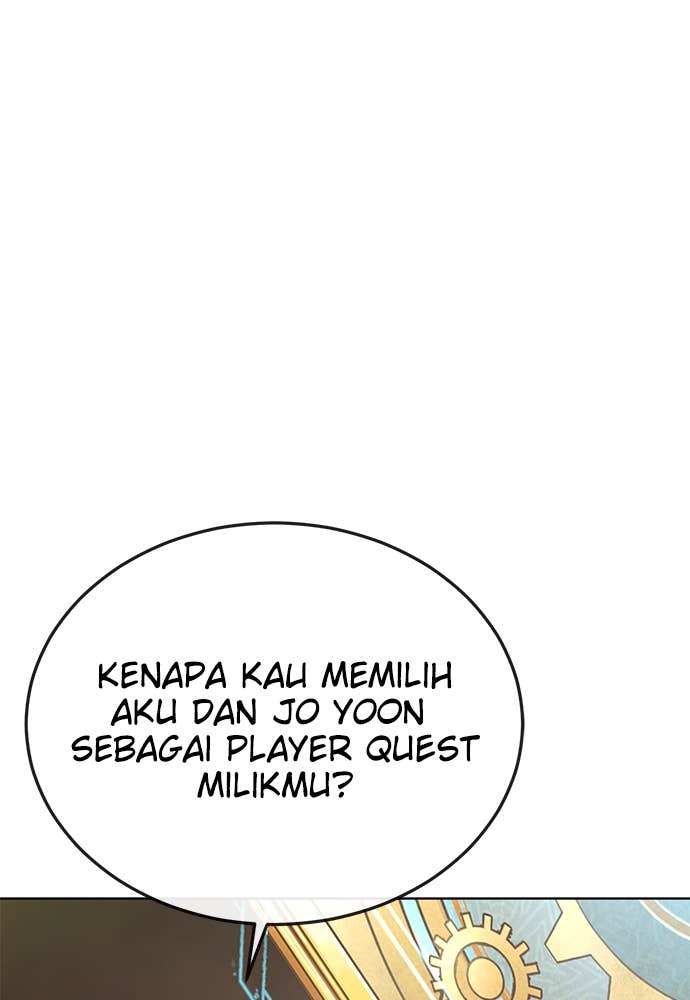 KENAPA KAU MEMILIH
AKU DAN JO YOON
SEBAGAI PLAYER QUEST
MILIKMU?